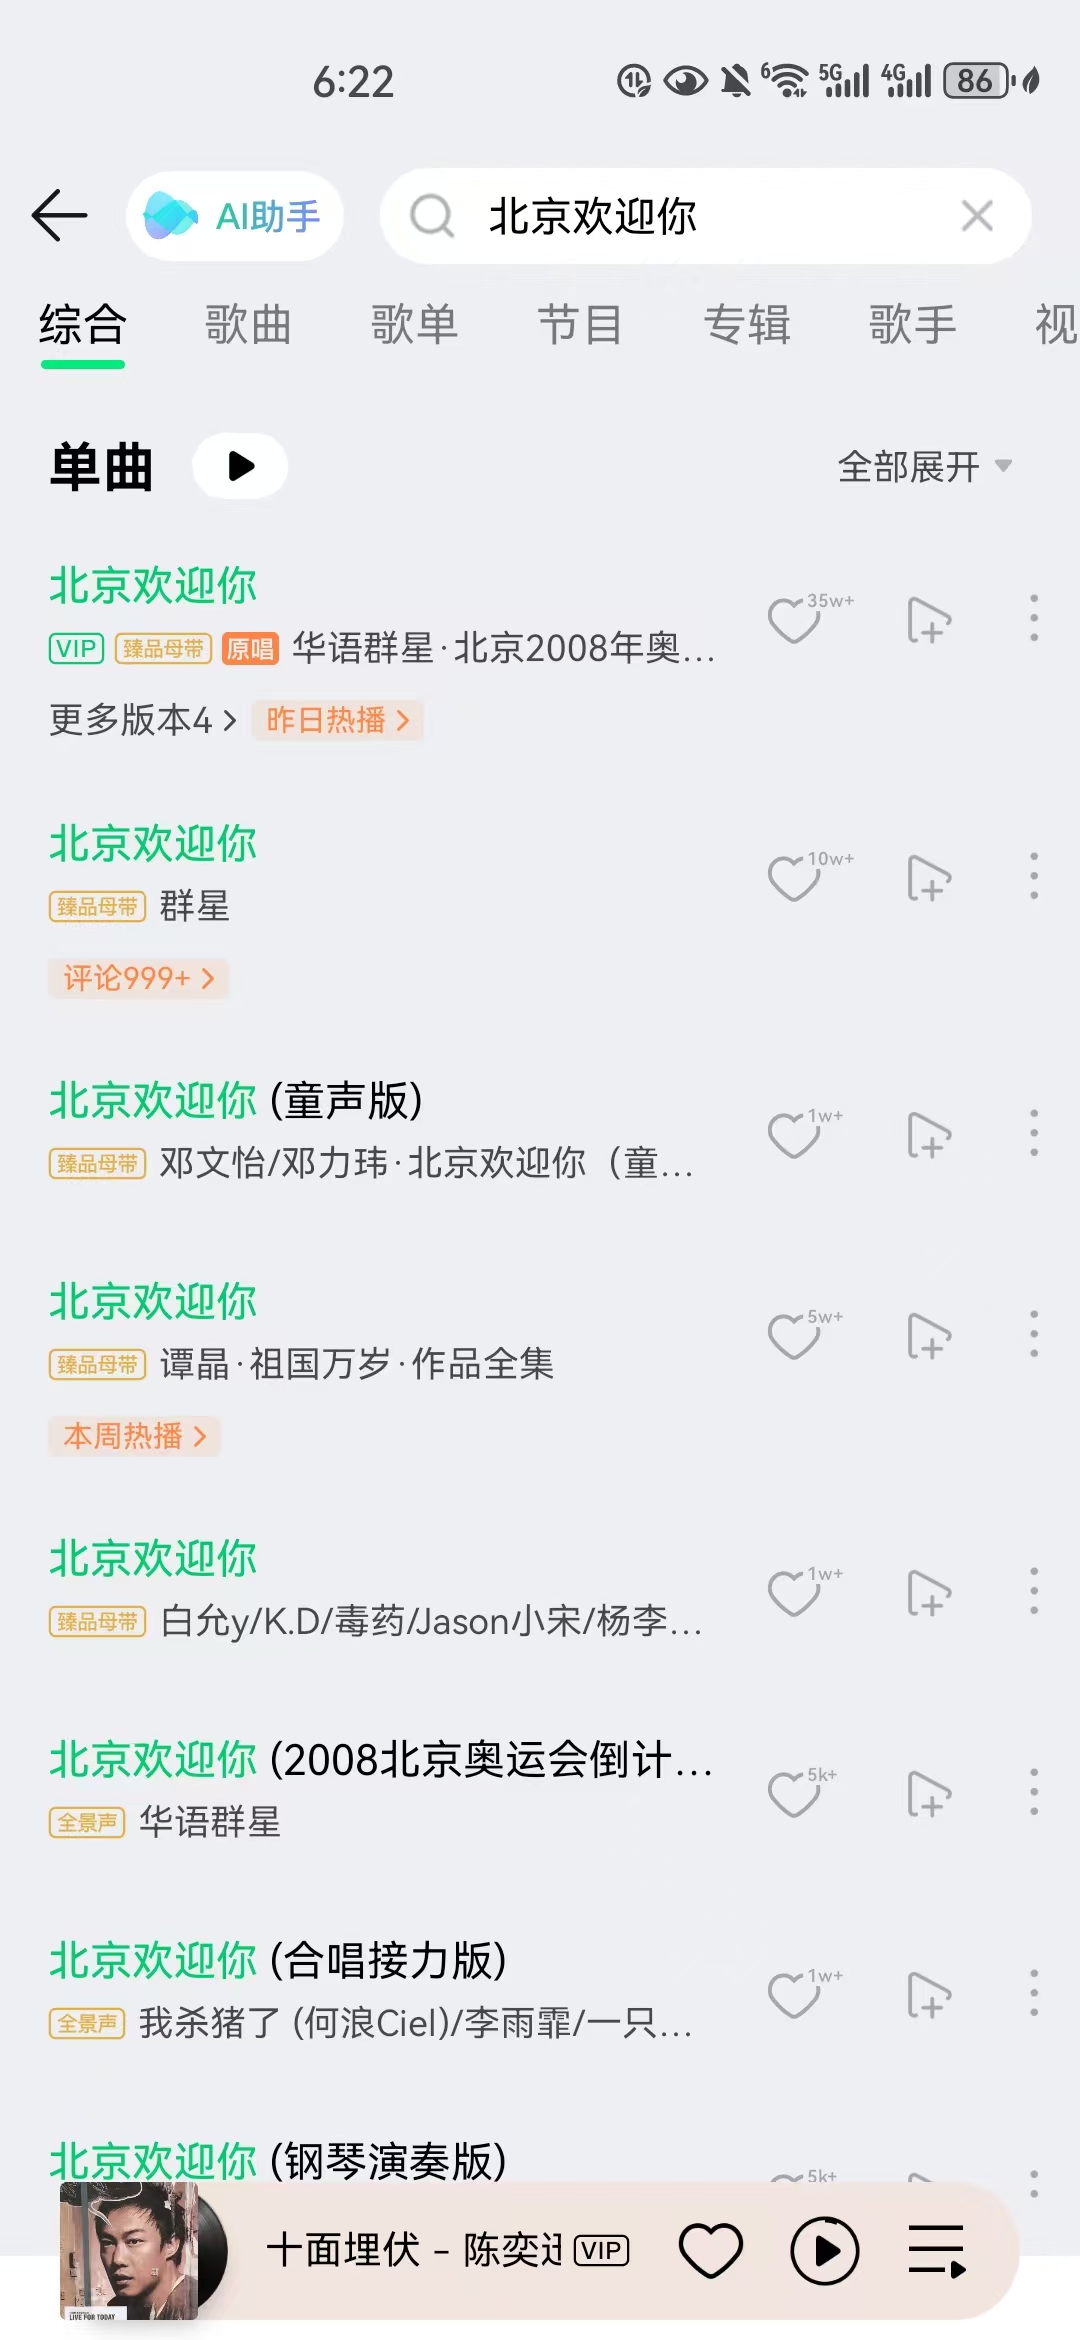 6:22 6 5G 4G 86
AI助手 北京欢迎你
综合 歌曲 歌单 节目 专辑 歌手 视
单曲 全部展开
北京欢迎你 35w+
VIP 臻品母带 原唱 华语群星·北京2008年奥...
更多版本4 > 昨日热播 >
北京欢迎你 10w+
臻品母带 群星
评论999+ >
北京欢迎你 (童声版) 1w+
臻品母带 邓文怡/邓力玮·北京欢迎你（童...
北京欢迎你 5w+
臻品母带 谭晶·祖国万岁·作品全集
本周热播 >
北京欢迎你 1w+
臻品母带 白允y/K.D/毒药/Jason小宋/杨李...
北京欢迎你 (2008北京奥运会倒计... 5k+
全景声 华语群星
北京欢迎你 (合唱接力版) 1w+
全景声 我杀猪了 (何浪Ciel)/李雨霏/一只...
北京欢迎你 (钢琴演奏版) 5k+
十面埋伏 - 陈奕迅 VIP
LIVE FOR TODAY